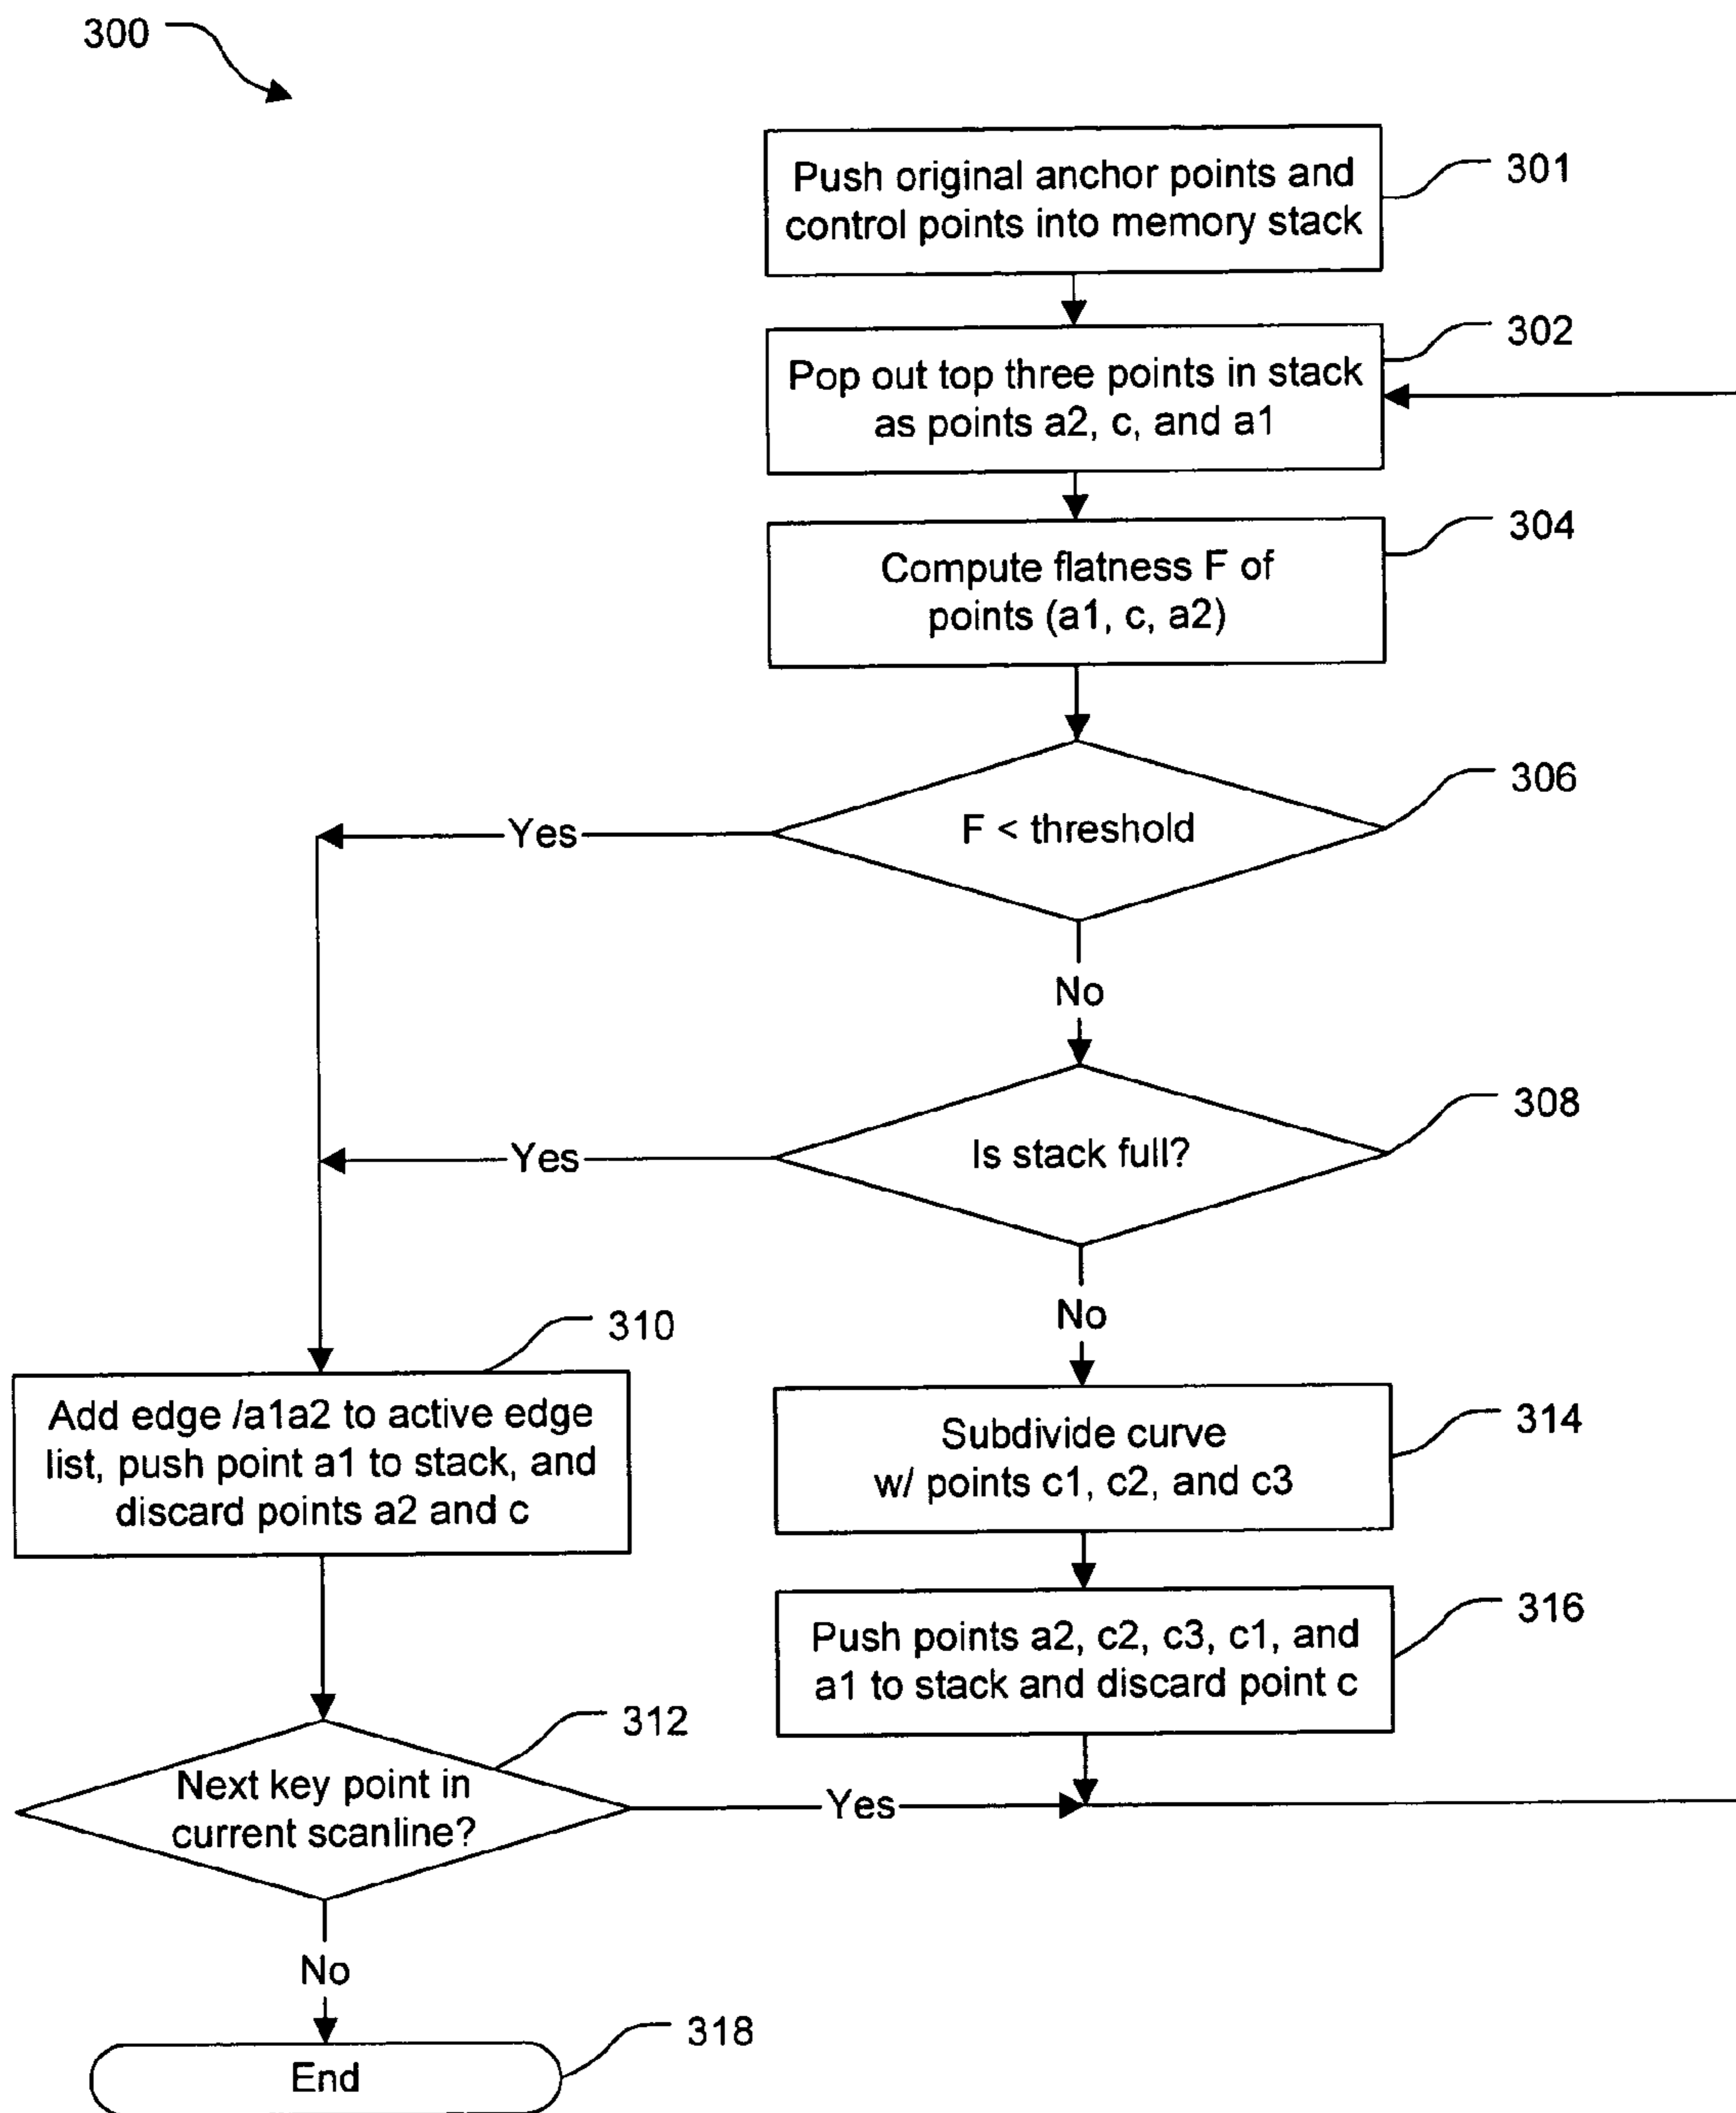 300
Push original anchor points and
control points into memory stack
301
Pop out top three points in stack
as points a2, c, and a1
302
Compute flatness F of
points (a1, c, a2)
304
F < threshold
306
Yes
No
Is stack full?
308
Yes
No
Add edge /a1a2 to active edge
list, push point a1 to stack, and
discard points a2 and c
310
Subdivide curve
w/ points c1, c2, and c3
314
Push points a2, c2, c3, c1, and
a1 to stack and discard point c
316
Next key point in
current scanline?
312
Yes
No
End
318